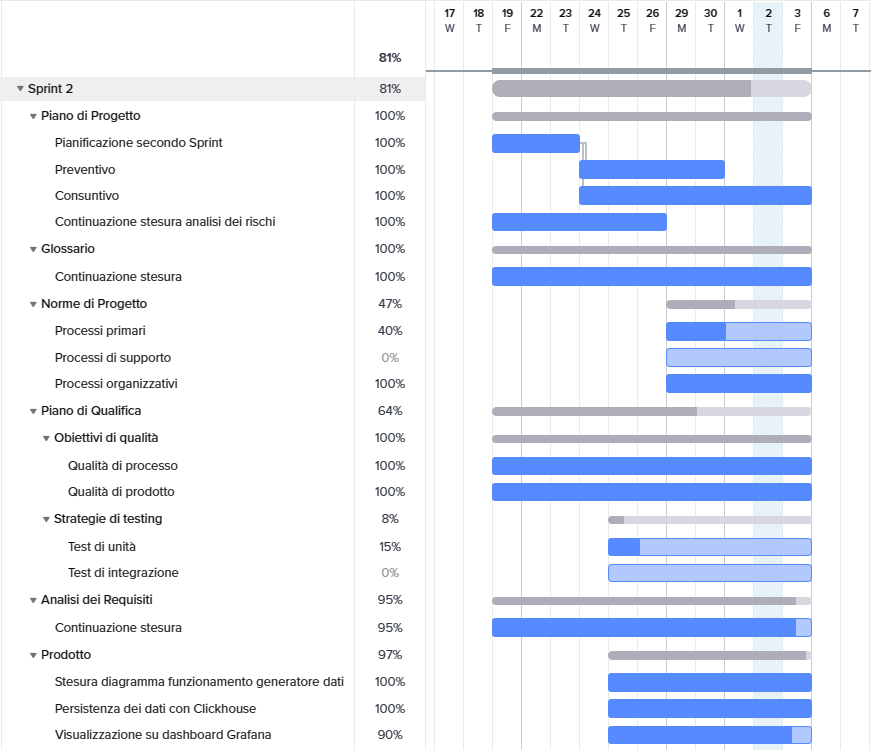 17 18 19 22 23 24 25 26 29 30 1 2 3 6 7
W T F M T W T F M T W T F M T
81%
Sprint 2 81%
Piano di Progetto 100%
Pianificazione secondo Sprint 100%
Preventivo 100%
Consuntivo 100%
Continuazione stesura analisi dei rischi 100%
Glossario 100%
Continuazione stesura 100%
Norme di Progetto 47%
Processi primari 40%
Processi di supporto 0%
Processi organizzativi 100%
Piano di Qualifica 64%
Obiettivi di qualità 100%
Qualità di processo 100%
Qualità di prodotto 100%
Strategie di testing 8%
Test di unità 15%
Test di integrazione 0%
Analisi dei Requisiti 95%
Continuazione stesura 95%
Prodotto 97%
Stesura diagramma funzionamento generatore dati 100%
Persistenza dei dati con Clickhouse 100%
Visualizzazione su dashboard Grafana 90%